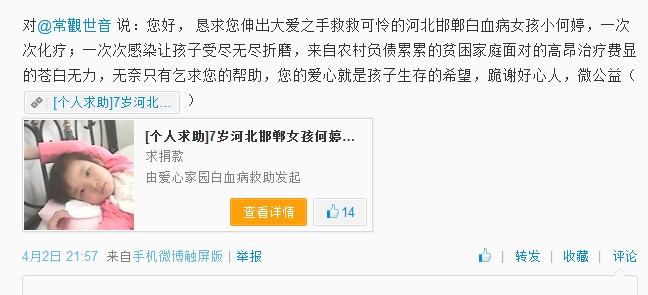 对@常觀世音 说：您好， 恳求您伸出大爱之手救救可怜的河北邯郸白血病女孩小何婷，一次
次化疗；一次次感染让孩子受尽无尽折磨，来自农村负债累累的贫困家庭面对的高昂治疗费显
的苍白无力，无奈只有乞求您的帮助，您的爱心就是孩子生存的希望，跪谢好心人，微公益（
[个人求助]7岁河北... ）
[个人求助]7岁河北邯郸女孩何婷...
求捐款
由爱心家园白血病救助发起
查看详情 14
4月2日 21:57 来自手机微博触屏版 | 举报 | 转发 | 收藏 | 评论